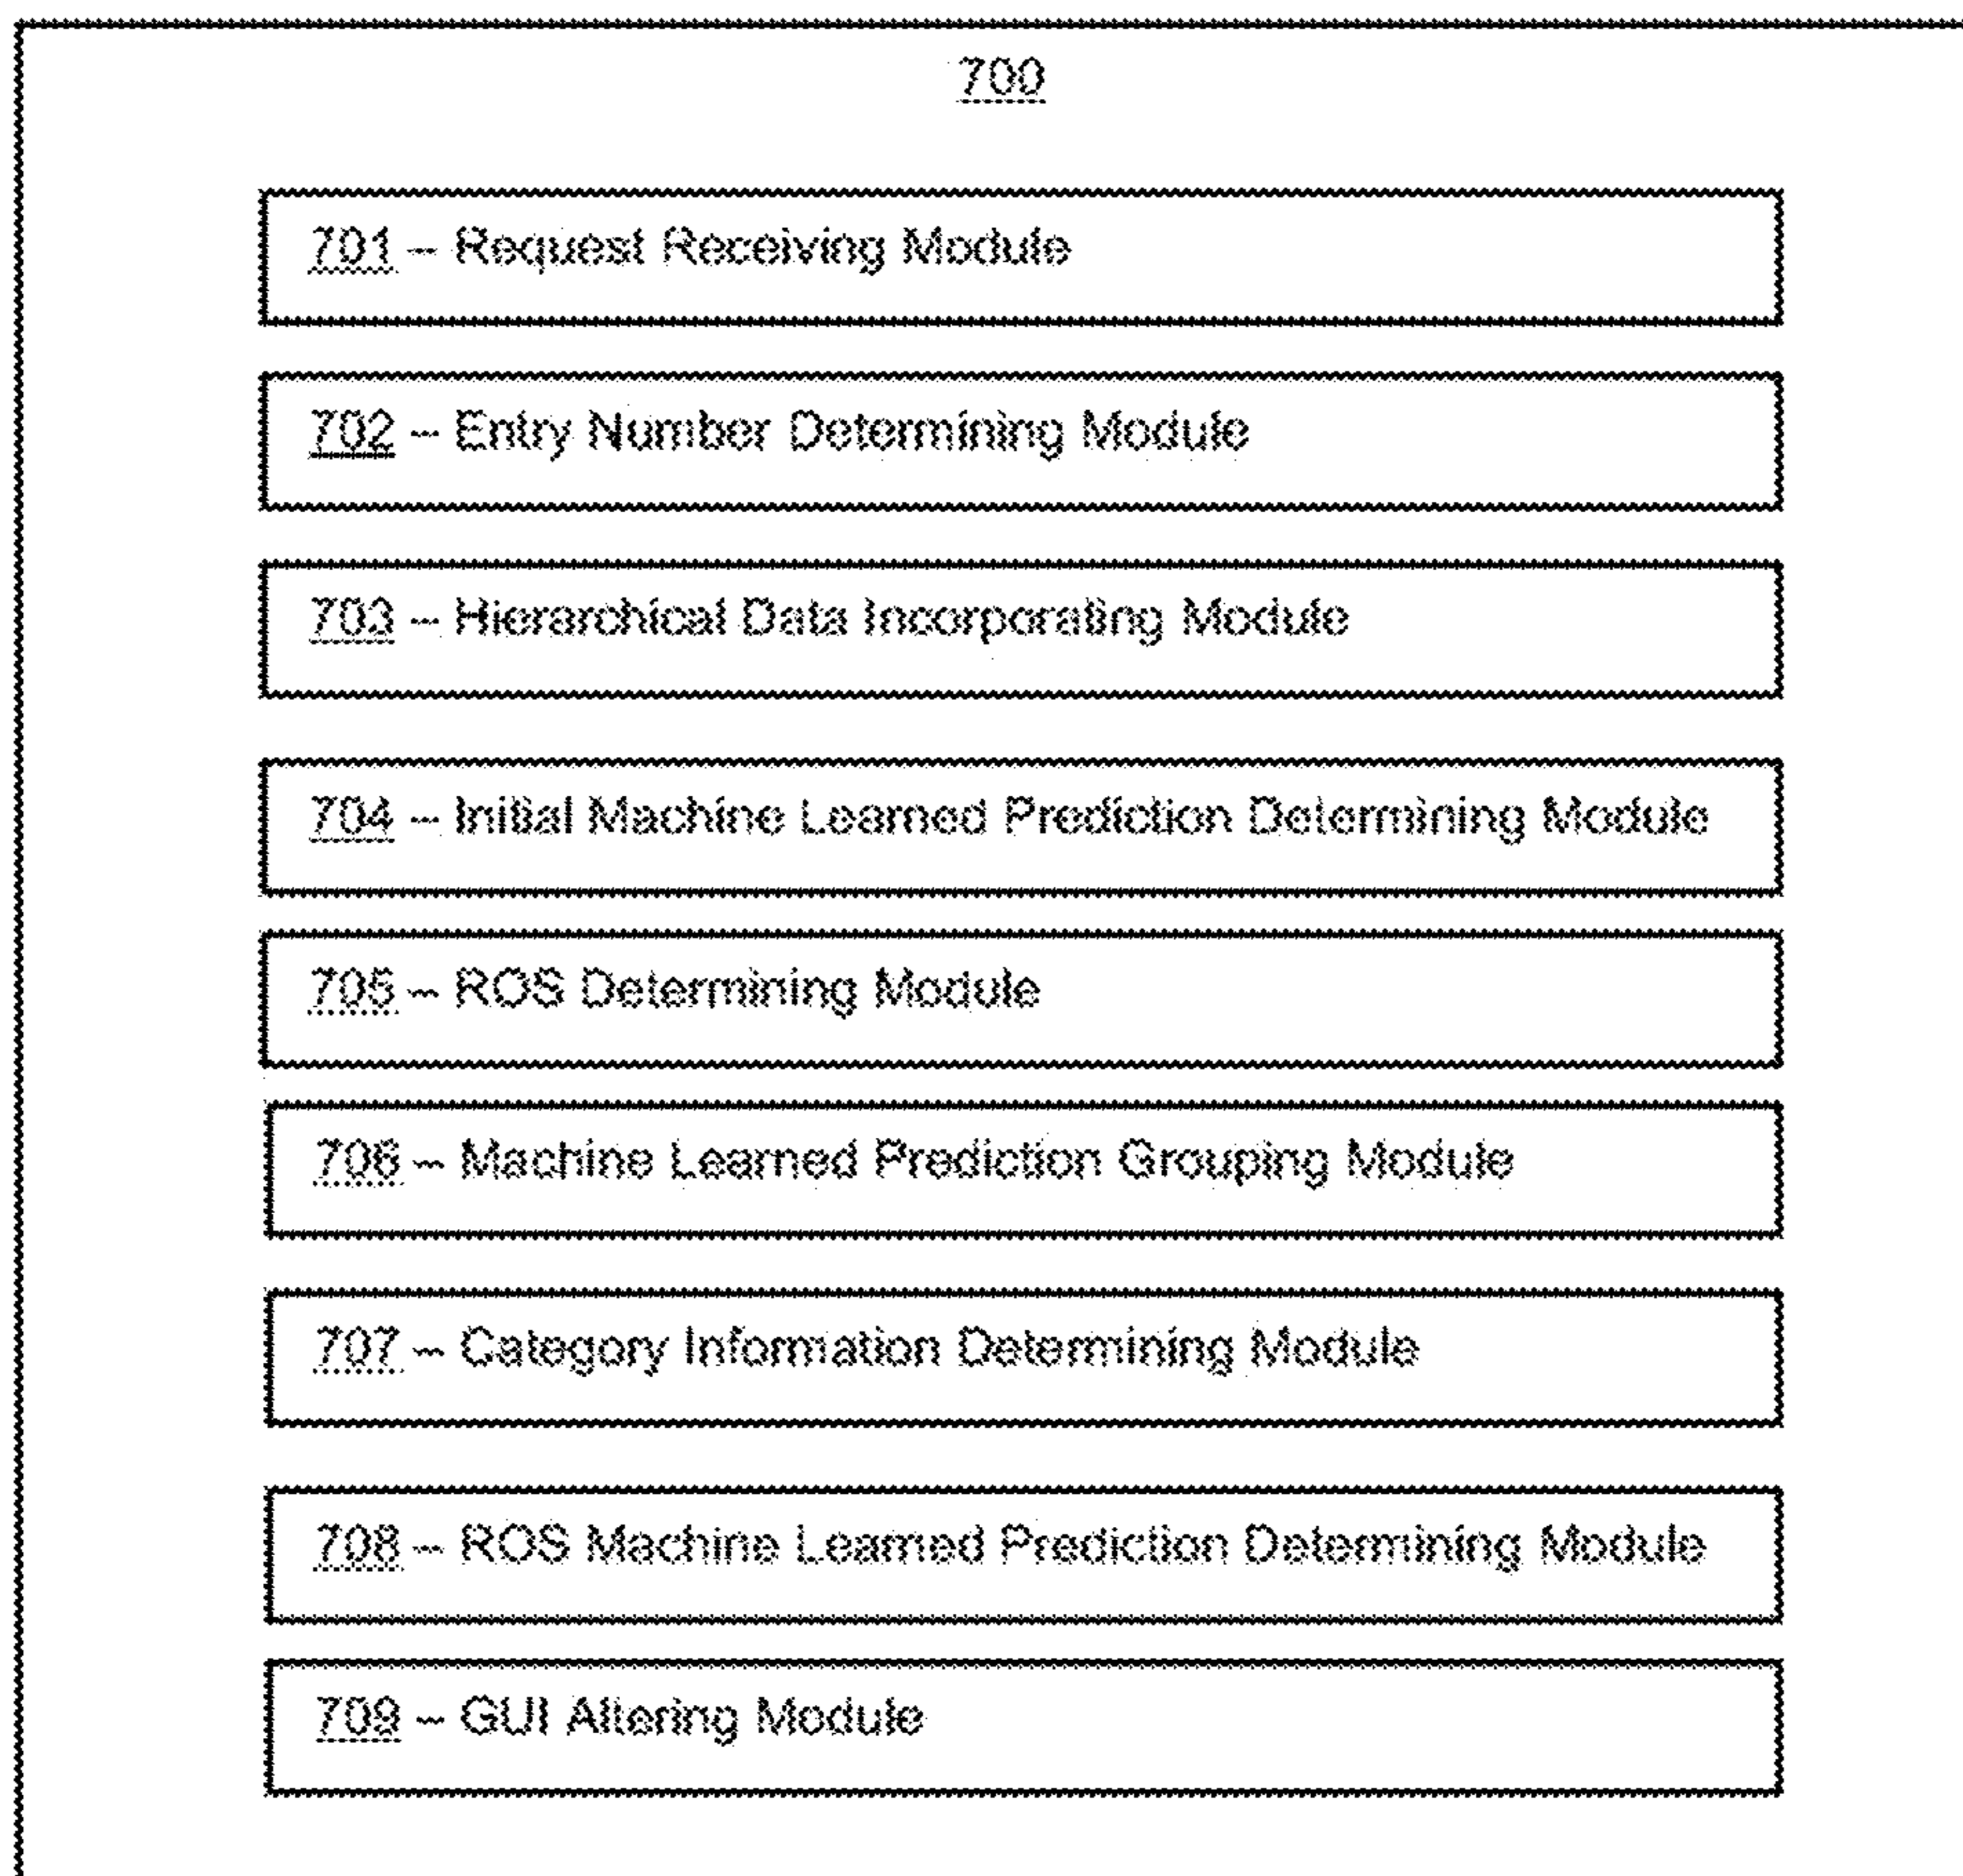 700
701 – Request Receiving Module
702 – Entry Number Determining Module
703 – Hierarchical Data Incorporating Module
704 – Initial Machine Learned Prediction Determining Module
705 – ROS Determining Module
706 – Machine Learned Prediction Grouping Module
707 – Category Information Determining Module
708 – ROS Machine Learned Prediction Determining Module
709 – GUI Altering Module